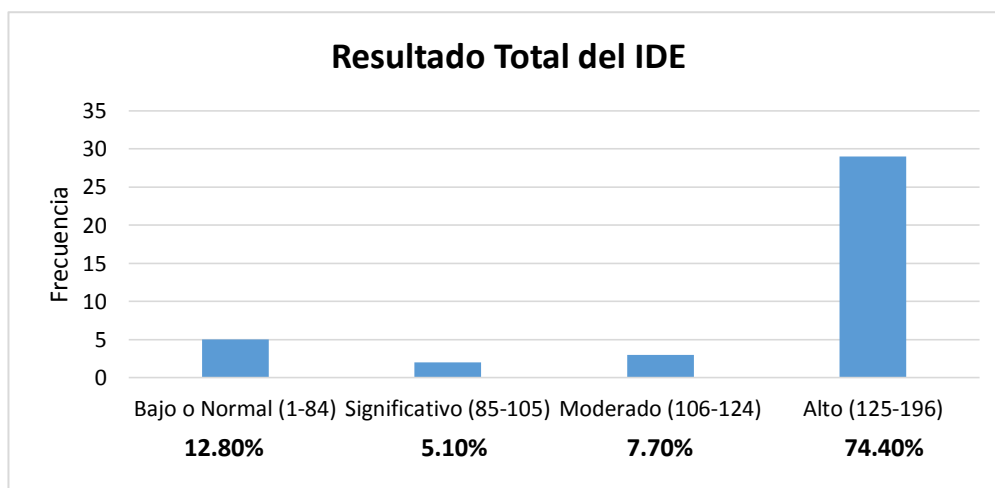 Resultado Total del IDE
35
30
25
20
15
10
5
0
Frecuencia
Bajo o Normal (1-84) Significativo (85-105) Moderado (106-124) Alto (125-196)
12.80% 5.10% 7.70% 74.40%